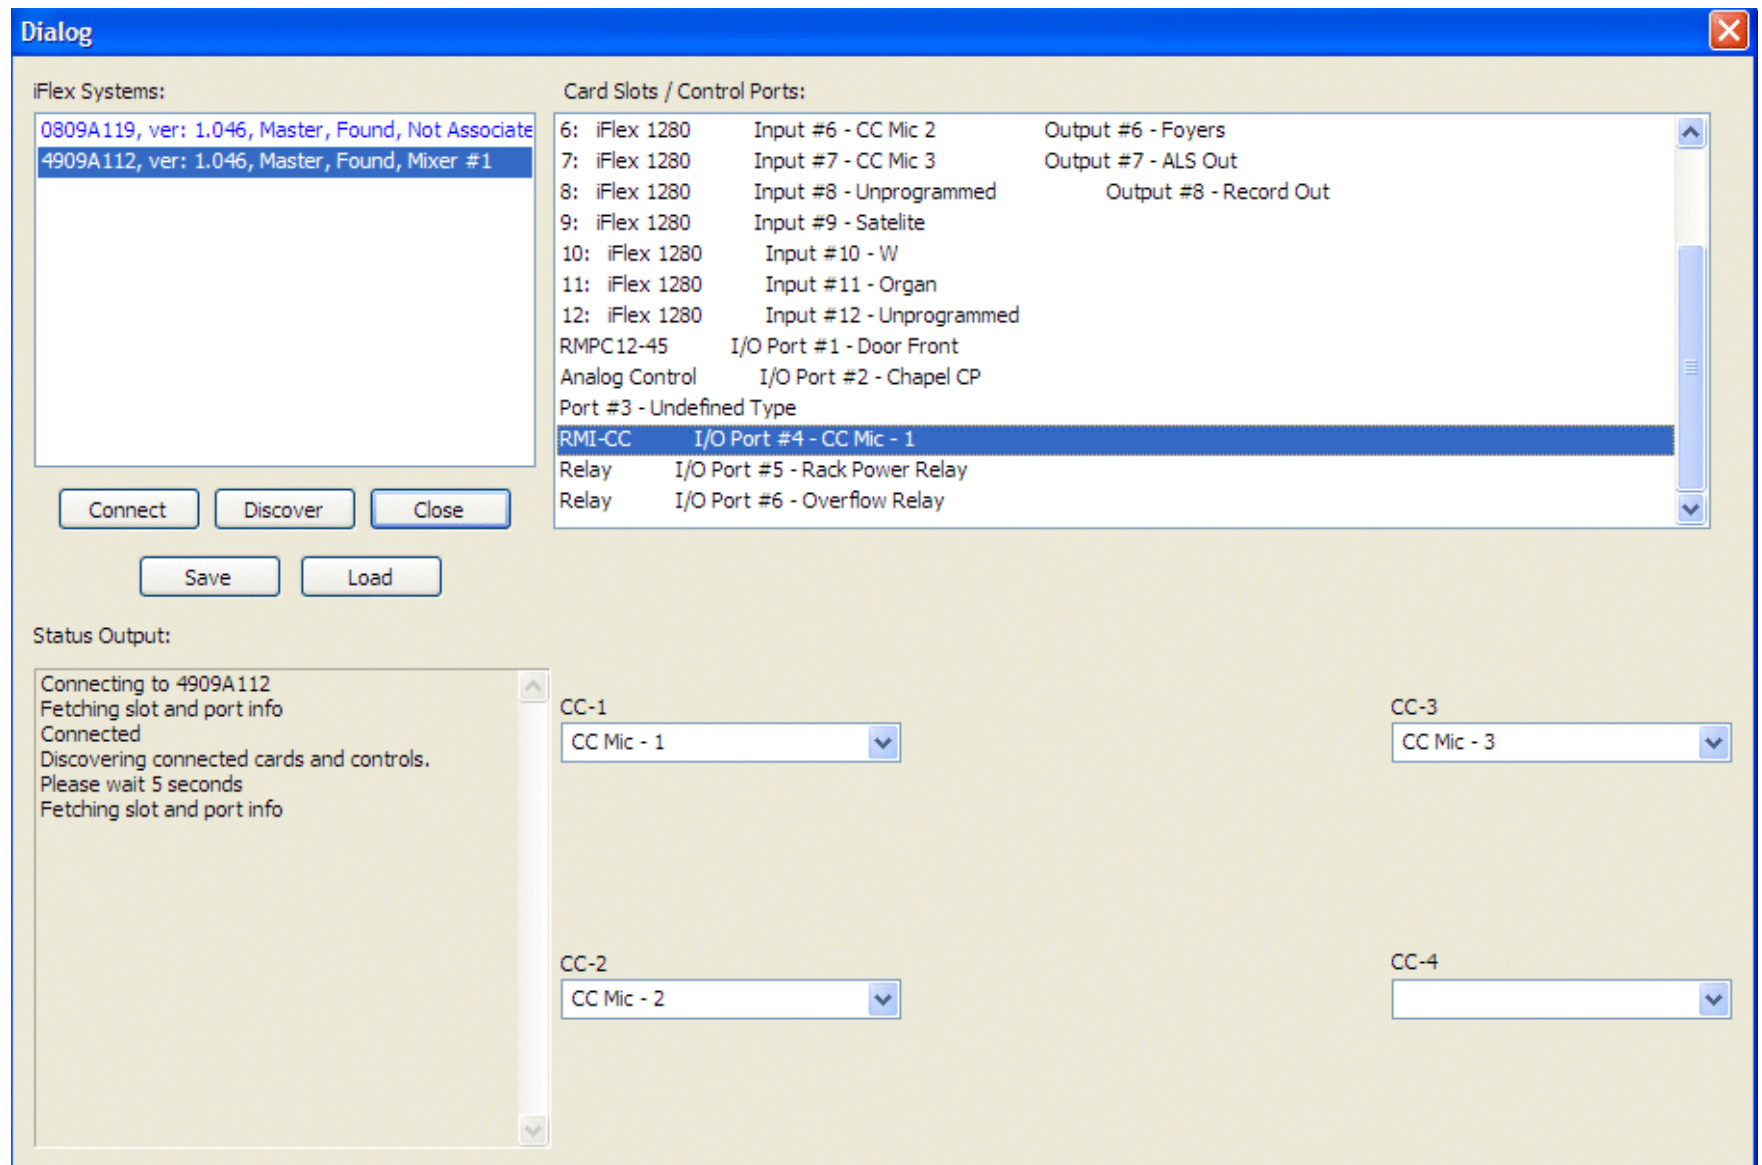 Dialog
iFlex Systems:
0809A119, ver: 1.046, Master, Found, Not Associate
4909A112, ver: 1.046, Master, Found, Mixer #1
Connect Discover Close
Save Load
Card Slots / Control Ports:
6: iFlex 1280 Input #6 - CC Mic 2 Output #6 - Foyers
7: iFlex 1280 Input #7 - CC Mic 3 Output #7 - ALS Out
8: iFlex 1280 Input #8 - Unprogrammed Output #8 - Record Out
9: iFlex 1280 Input #9 - Satelite
10: iFlex 1280 Input #10 - W
11: iFlex 1280 Input #11 - Organ
12: iFlex 1280 Input #12 - Unprogrammed
RMPC12-45 I/O Port #1 - Door Front
Analog Control I/O Port #2 - Chapel CP
Port #3 - Undefined Type
RMI-CC I/O Port #4 - CC Mic - 1
Relay I/O Port #5 - Rack Power Relay
Relay I/O Port #6 - Overflow Relay
Status Output:
Connecting to 4909A112
Fetching slot and port info
Connected
Discovering connected cards and controls.
Please wait 5 seconds
Fetching slot and port info
CC-1
CC Mic - 1
CC-3
CC Mic - 3
CC-2
CC Mic - 2
CC-4